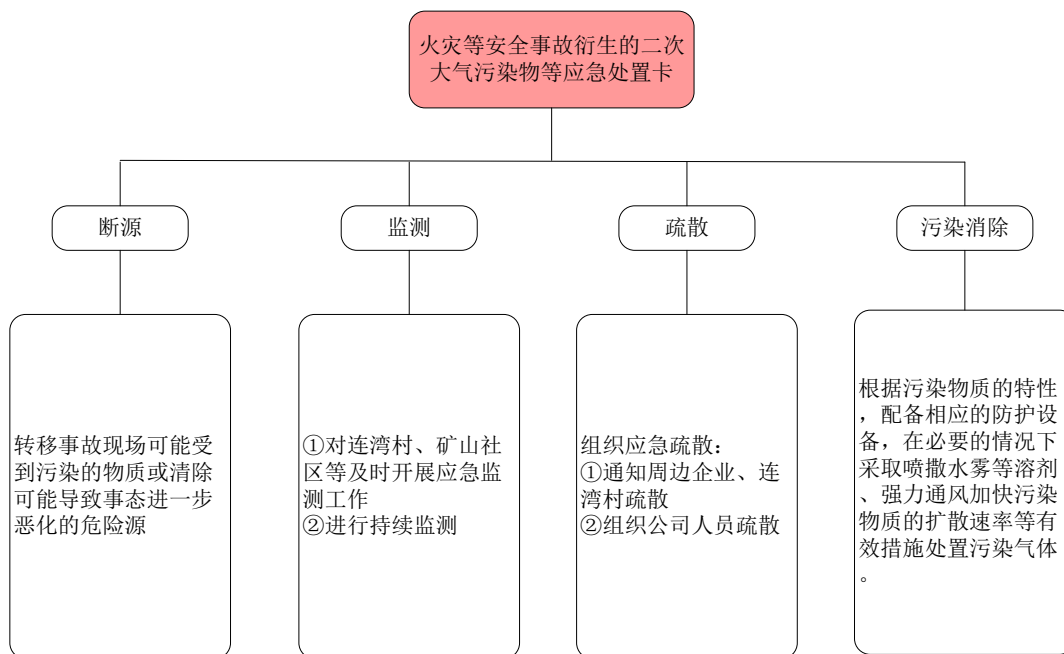 火灾等安全事故衍生的二次
大气污染物等应急处置卡
断源
监测
疏散
污染消除
转移事故现场可能受
到污染的物质或清除
可能导致事态进一步
恶化的危险源
①对连湾村、矿山社
区等及时开展应急监
测工作
②进行持续监测
组织应急疏散：
①通知周边企业、连
湾村疏散
②组织公司人员疏散
根据污染物质的特性
，配备相应的防护设
备，在必要的情况下
采取喷撒水雾等溶剂
、强力通风加快污染
物质的扩散速率等有
效措施处置污染气体
。